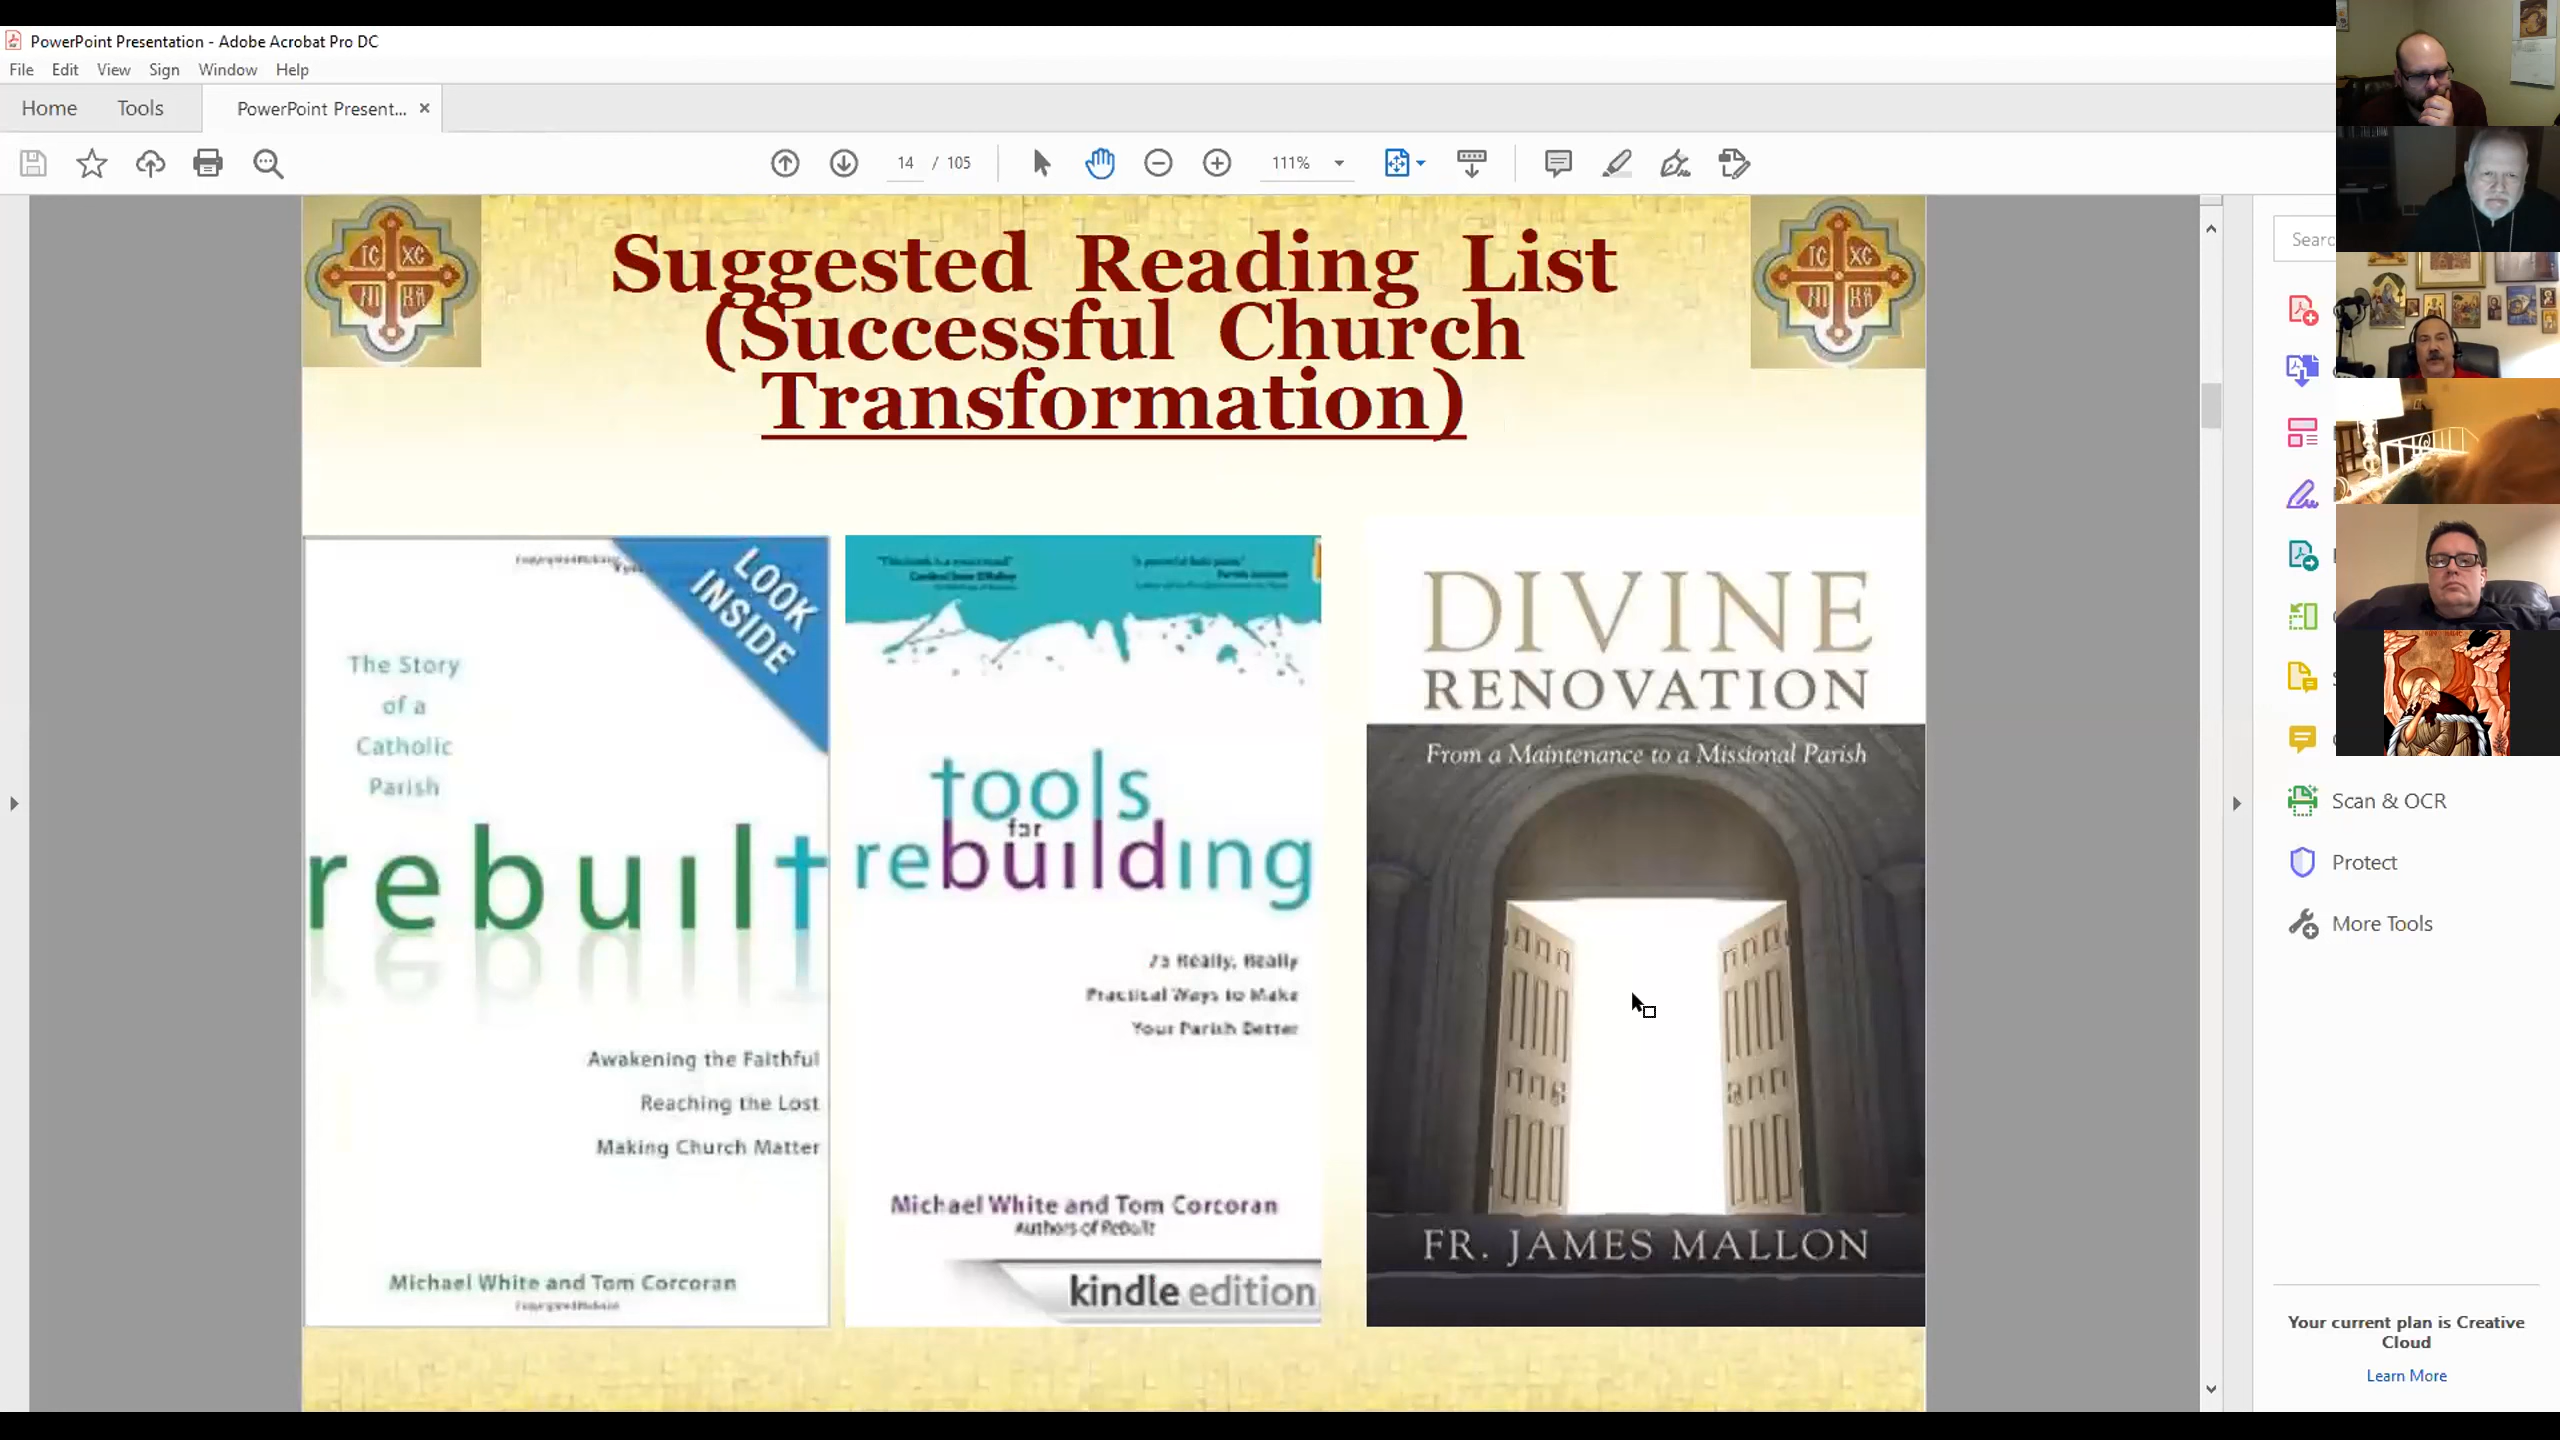 PowerPoint Presentation - Adobe Acrobat Pro DC
File Edit View Sign Window Help
Home Tools PowerPoint Present... ×
14 / 105 111%
Suggested Reading List
(Successful Church
Transformation)
IC XC
NI KA
IC XC
NI KA
LOOK
INSIDE
The Story
of a
Catholic
Parish
rebuilt
Awakening the Faithful
Reaching the Lost
Making Church Matter
Michael White and Tom Corcoran
tools
for
rebuilding
75 Really, Really
Practical Ways to Make
Your Parish Better
Michael White and Tom Corcoran
Authors of Rebuilt
kindle edition
DIVINE
RENOVATION
From a Maintenance to a Missional Parish
FR. JAMES MALLON
Searc
Scan & OCR
Protect
More Tools
Your current plan is Creative
Cloud
Learn More